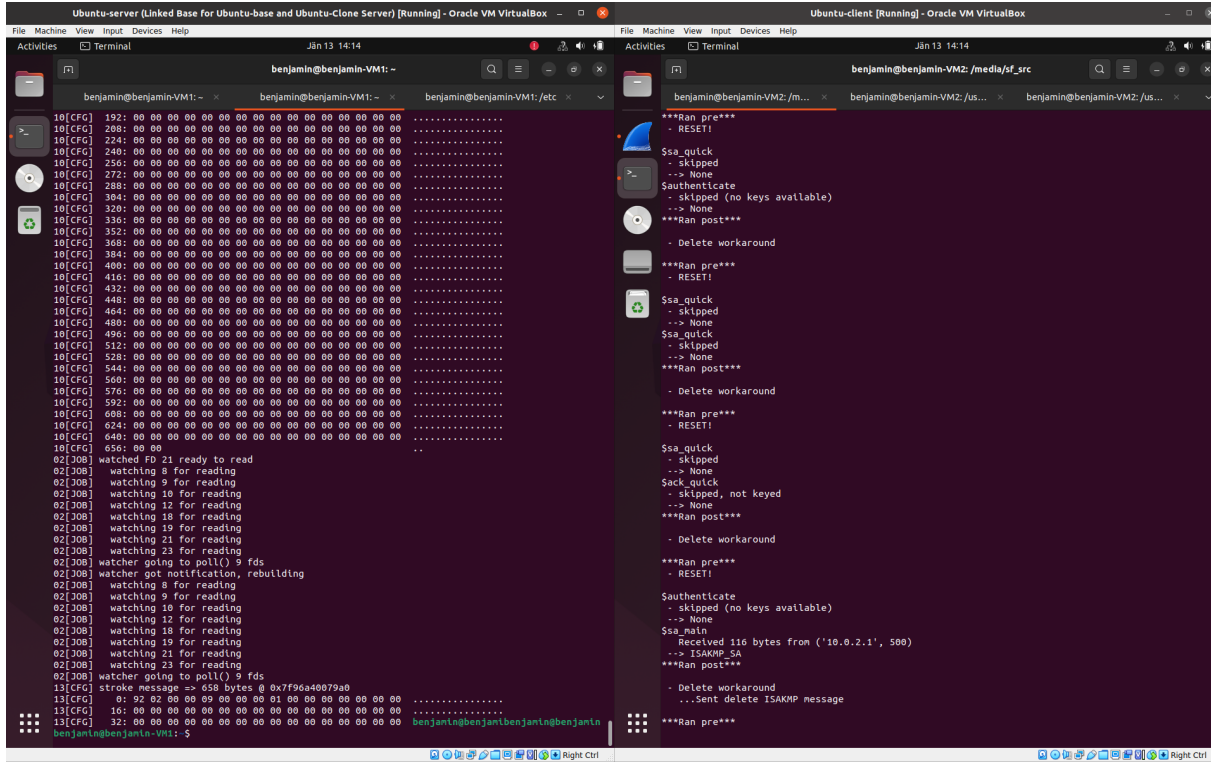 Ubuntu-server (Linked Base for Ubuntu-base and Ubuntu-Clone Server) [Running] - Oracle VM VirtualBox
File Machine View Input Devices Help
Activities Terminal Jän 13 14:14
benjamin@benjamin-VM1: ~
benjamin@benjamin-VM1: ~ benjamin@benjamin-VM1: ~ benjamin@benjamin-VM1: /etc
10[CFG] 192: 00 00 00 00 00 00 00 00 00 00 00 00 00 00 00 00 ................
10[CFG] 208: 00 00 00 00 00 00 00 00 00 00 00 00 00 00 00 00 ................
10[CFG] 224: 00 00 00 00 00 00 00 00 00 00 00 00 00 00 00 00 ................
10[CFG] 240: 00 00 00 00 00 00 00 00 00 00 00 00 00 00 00 00 ................
10[CFG] 256: 00 00 00 00 00 00 00 00 00 00 00 00 00 00 00 00 ................
10[CFG] 272: 00 00 00 00 00 00 00 00 00 00 00 00 00 00 00 00 ................
10[CFG] 288: 00 00 00 00 00 00 00 00 00 00 00 00 00 00 00 00 ................
10[CFG] 304: 00 00 00 00 00 00 00 00 00 00 00 00 00 00 00 00 ................
10[CFG] 320: 00 00 00 00 00 00 00 00 00 00 00 00 00 00 00 00 ................
10[CFG] 336: 00 00 00 00 00 00 00 00 00 00 00 00 00 00 00 00 ................
10[CFG] 352: 00 00 00 00 00 00 00 00 00 00 00 00 00 00 00 00 ................
10[CFG] 368: 00 00 00 00 00 00 00 00 00 00 00 00 00 00 00 00 ................
10[CFG] 384: 00 00 00 00 00 00 00 00 00 00 00 00 00 00 00 00 ................
10[CFG] 400: 00 00 00 00 00 00 00 00 00 00 00 00 00 00 00 00 ................
10[CFG] 416: 00 00 00 00 00 00 00 00 00 00 00 00 00 00 00 00 ................
10[CFG] 432: 00 00 00 00 00 00 00 00 00 00 00 00 00 00 00 00 ................
10[CFG] 448: 00 00 00 00 00 00 00 00 00 00 00 00 00 00 00 00 ................
10[CFG] 464: 00 00 00 00 00 00 00 00 00 00 00 00 00 00 00 00 ................
10[CFG] 480: 00 00 00 00 00 00 00 00 00 00 00 00 00 00 00 00 ................
10[CFG] 496: 00 00 00 00 00 00 00 00 00 00 00 00 00 00 00 00 ................
10[CFG] 512: 00 00 00 00 00 00 00 00 00 00 00 00 00 00 00 00 ................
10[CFG] 528: 00 00 00 00 00 00 00 00 00 00 00 00 00 00 00 00 ................
10[CFG] 544: 00 00 00 00 00 00 00 00 00 00 00 00 00 00 00 00 ................
10[CFG] 560: 00 00 00 00 00 00 00 00 00 00 00 00 00 00 00 00 ................
10[CFG] 576: 00 00 00 00 00 00 00 00 00 00 00 00 00 00 00 00 ................
10[CFG] 592: 00 00 00 00 00 00 00 00 00 00 00 00 00 00 00 00 ................
10[CFG] 608: 00 00 00 00 00 00 00 00 00 00 00 00 00 00 00 00 ................
10[CFG] 624: 00 00 00 00 00 00 00 00 00 00 00 00 00 00 00 00 ................
10[CFG] 640: 00 00 00 00 00 00 00 00 00 00 00 00 00 00 00 00 ................
10[CFG] 656: 00 00 ..
02[JOB] watched FD 21 ready to read
02[JOB] watching 8 for reading
02[JOB] watching 9 for reading
02[JOB] watching 10 for reading
02[JOB] watching 12 for reading
02[JOB] watching 18 for reading
02[JOB] watching 19 for reading
02[JOB] watching 21 for reading
02[JOB] watching 23 for reading
02[JOB] watcher going to poll() 9 fds
02[JOB] watcher got notification, rebuilding
02[JOB] watching 8 for reading
02[JOB] watching 9 for reading
02[JOB] watching 10 for reading
02[JOB] watching 12 for reading
02[JOB] watching 18 for reading
02[JOB] watching 19 for reading
02[JOB] watching 21 for reading
02[JOB] watching 23 for reading
02[JOB] watcher going to poll() 9 fds
13[CFG] stroke message => 658 bytes @ 0x7f96a40079a0
13[CFG] 0: 92 02 00 00 09 00 00 00 01 00 00 00 00 00 00 00 ................
13[CFG] 16: 00 00 00 00 00 00 00 00 00 00 00 00 00 00 00 00 ................
13[CFG] 32: 00 00 00 00 00 00 00 00 00 00 00 00 00 00 00 00 benjamin@benjamibenjamin@benjamin
benjamin@benjamin-VM1:~$
Right Ctrl
Ubuntu-client [Running] - Oracle VM VirtualBox
File Machine View Input Devices Help
Activities Terminal Jän 13 14:14
benjamin@benjamin-VM2: /media/sf_src
benjamin@benjamin-VM2: /m... benjamin@benjamin-VM2: /us... benjamin@benjamin-VM2: /us...
***Ran pre***
- RESET!
$sa_quick
- skipped
--> None
$authenticate
- skipped (no keys available)
--> None
***Ran post***
- Delete workaround
***Ran pre***
- RESET!
$sa_quick
- skipped
--> None
$sa_quick
- skipped
--> None
***Ran post***
- Delete workaround
***Ran pre***
- RESET!
$sa_quick
- skipped
--> None
$ack_quick
- skipped, not keyed
--> None
***Ran post***
- Delete workaround
***Ran pre***
- RESET!
$authenticate
- skipped (no keys available)
--> None
$sa_main
Received 116 bytes from ('10.0.2.1', 500)
--> ISAKMP_SA
***Ran post***
- Delete workaround
...Sent delete ISAKMP message
***Ran pre***
Right Ctrl